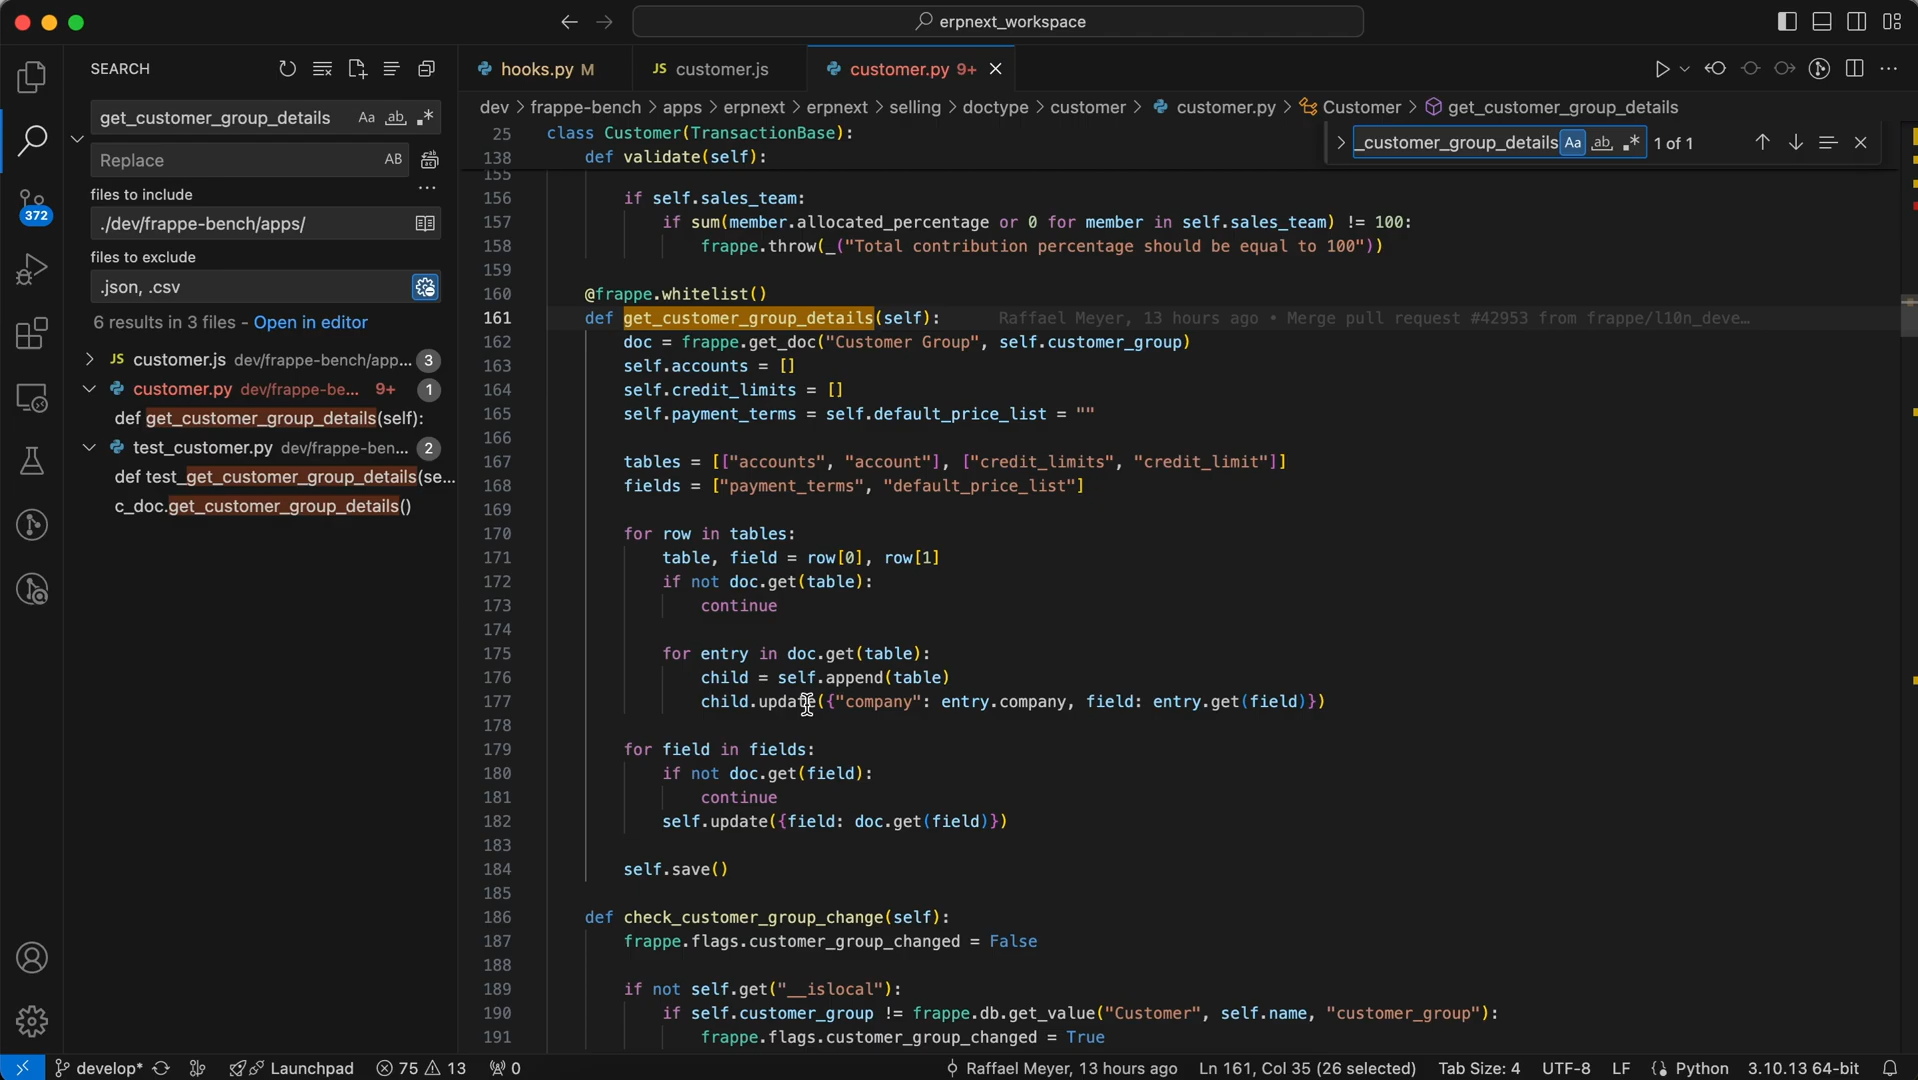 erpnext_workspace
SEARCH
get_customer_group_details
Aa
ab
Replace
AB
files to include
./dev/frappe-bench/apps/
files to exclude
.json, .csv
6 results in 3 files - Open in editor
JS customer.js dev/frappe-bench/app... 3
customer.py dev/frappe-be... 9+ 1
def get_customer_group_details(self):
test_customer.py dev/frappe-ben... 2
def test_get_customer_group_details(se...
c_doc.get_customer_group_details()
372
hooks.py M
JS customer.js
customer.py 9+
dev > frappe-bench > apps > erpnext > erpnext > selling > doctype > customer > customer.py > Customer > get_customer_group_details
_customer_group_details Aa ab 1 of 1
25 class Customer(TransactionBase):
138 def validate(self):
155
156 if self.sales_team:
157 if sum(member.allocated_percentage or 0 for member in self.sales_team) != 100:
158 frappe.throw(_("Total contribution percentage should be equal to 100"))
159
160 @frappe.whitelist()
161 def get_customer_group_details(self): Raffael Meyer, 13 hours ago • Merge pull request #42953 from frappe/l10n_deve…
162 doc = frappe.get_doc("Customer Group", self.customer_group)
163 self.accounts = []
164 self.credit_limits = []
165 self.payment_terms = self.default_price_list = ""
166
167 tables = [["accounts", "account"], ["credit_limits", "credit_limit"]]
168 fields = ["payment_terms", "default_price_list"]
169
170 for row in tables:
171 table, field = row[0], row[1]
172 if not doc.get(table):
173 continue
174
175 for entry in doc.get(table):
176 child = self.append(table)
177 child.update({"company": entry.company, field: entry.get(field)})
178
179 for field in fields:
180 if not doc.get(field):
181 continue
182 self.update({field: doc.get(field)})
183
184 self.save()
185
186 def check_customer_group_change(self):
187 frappe.flags.customer_group_changed = False
188
189 if not self.get("__islocal"):
190 if self.customer_group != frappe.db.get_value("Customer", self.name, "customer_group"):
191 frappe.flags.customer_group_changed = True
develop* Launchpad 75 13 0 Raffael Meyer, 13 hours ago Ln 161, Col 35 (26 selected) Tab Size: 4 UTF-8 LF Python 3.10.13 64-bit